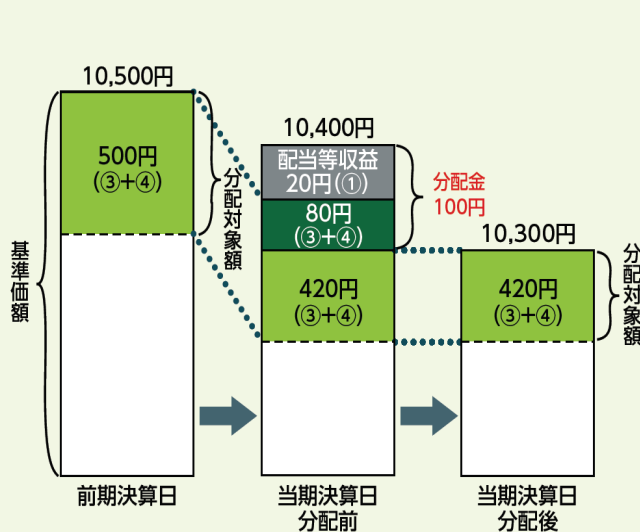 10,500円
500円
(③+④)
分配対象額
基準価額
前期決算日
10,400円
配当等収益
20円(①)
80円
(③+④)
420円
(③+④)
分配金
100円
当期決算日
分配前
10,300円
420円
(③+④)
分配対象額
当期決算日
分配後